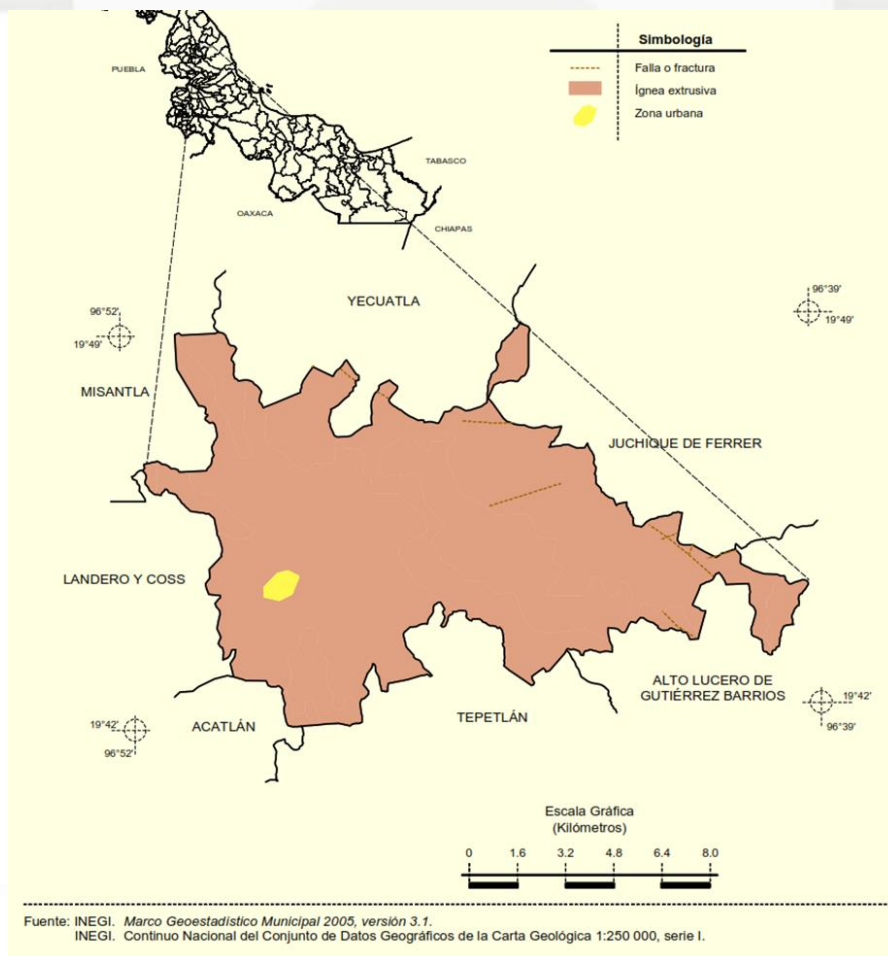 Simbología
Falla o fractura
Ígnea extrusiva
Zona urbana
PUEBLA
TABASCO
OAXACA
CHIAPAS
YECUATLA
96°52'
19°49'
96°39'
19°49'
MISANTLA
JUCHIQUE DE FERRER
LANDERO Y COSS
ALTO LUCERO DE
GUTIÉRREZ BARRIOS
19°42'
96°39'
19°42'
96°52'
ACATLÁN
TEPETLÁN
Escala Gráfica
(Kilómetros)
0 1.6 3.2 4.8 6.4 8.0
Fuente: INEGI. Marco Geoestadístico Municipal 2005, versión 3.1.
INEGI. Continuo Nacional del Conjunto de Datos Geográficos de la Carta Geológica 1:250 000, serie I.